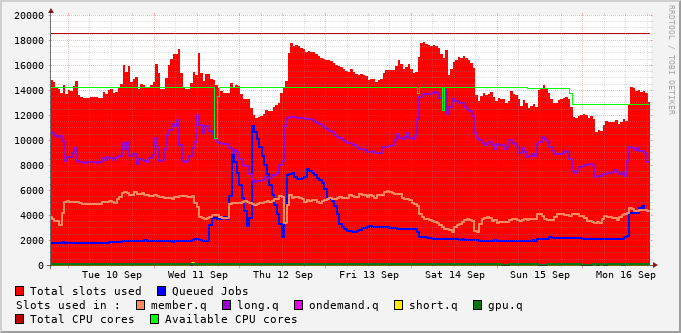 20000
18000
16000
14000
12000
10000
8000
6000
4000
2000
0
Tue 10 Sep Wed 11 Sep Thu 12 Sep Fri 13 Sep Sat 14 Sep Sun 15 Sep Mon 16 Sep
Total slots used Queued Jobs
Slots used in : member.q long.q ondemand.q short.q gpu.q
Total CPU cores Available CPU cores
RRDTOOL / TOBI OETIKER